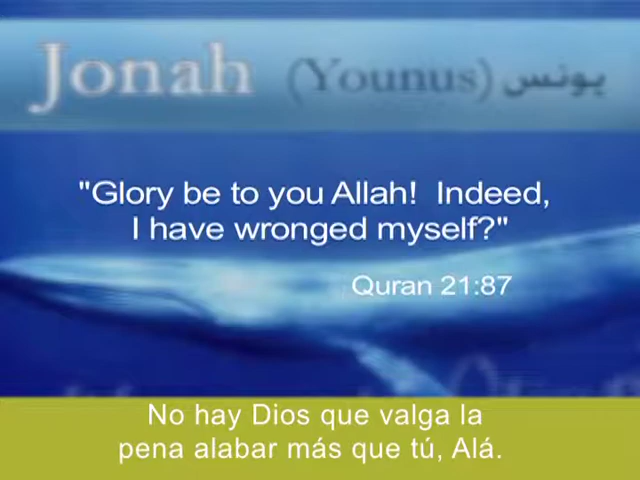 Jonah (Younus) يونس
"Glory be to you Allah!  Indeed,
I have wronged myself?"
Quran 21:87
No hay Dios que valga la
pena alabar más que tú, Alá.